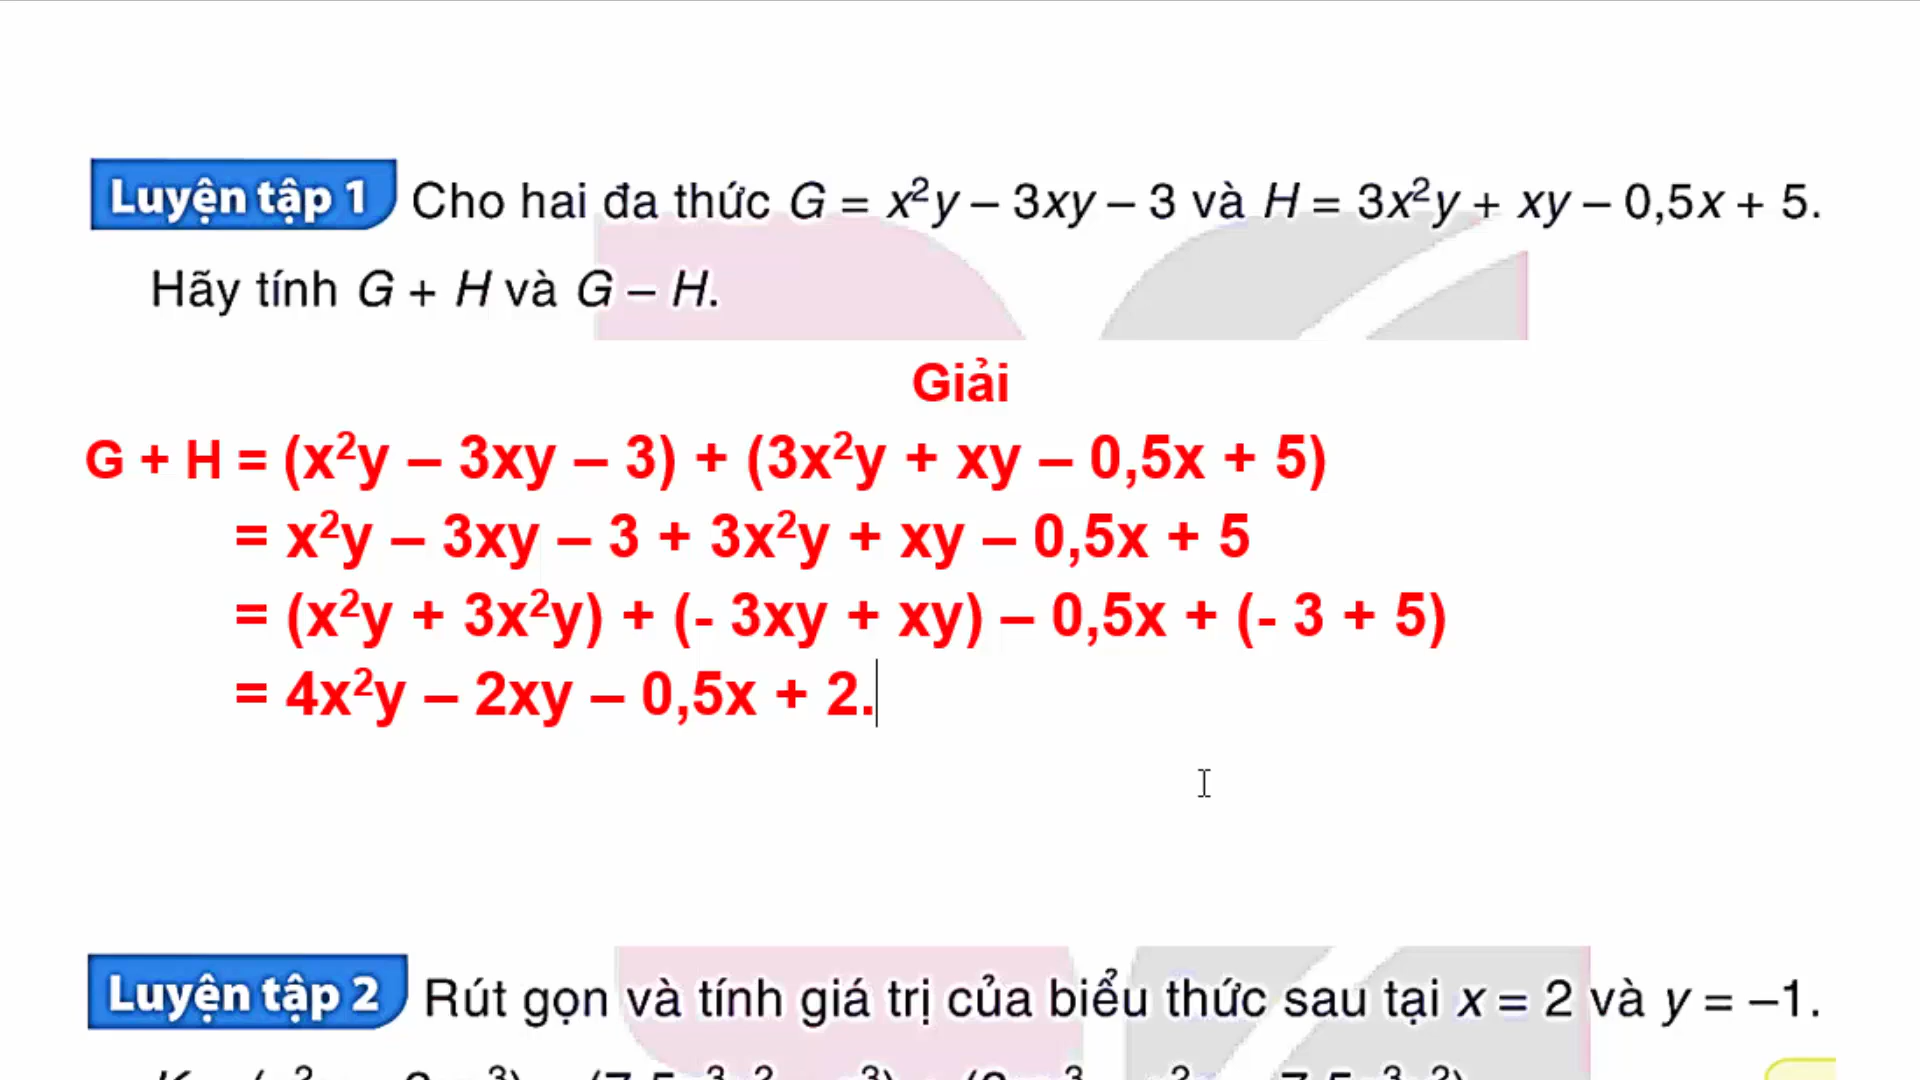 Luyện tập 1 Cho hai đa thức G = x²y – 3xy – 3 và H = 3x²y + xy – 0,5x + 5.
Hãy tính G + H và G – H.
Giải
G + H = (x²y – 3xy – 3) + (3x²y + xy – 0,5x + 5)
= x²y – 3xy – 3 + 3x²y + xy – 0,5x + 5
= (x²y + 3x²y) + (- 3xy + xy) – 0,5x + (- 3 + 5)
= 4x²y – 2xy – 0,5x + 2.
Luyện tập 2 Rút gọn và tính giá trị của biểu thức sau tại x = 2 và y = –1.